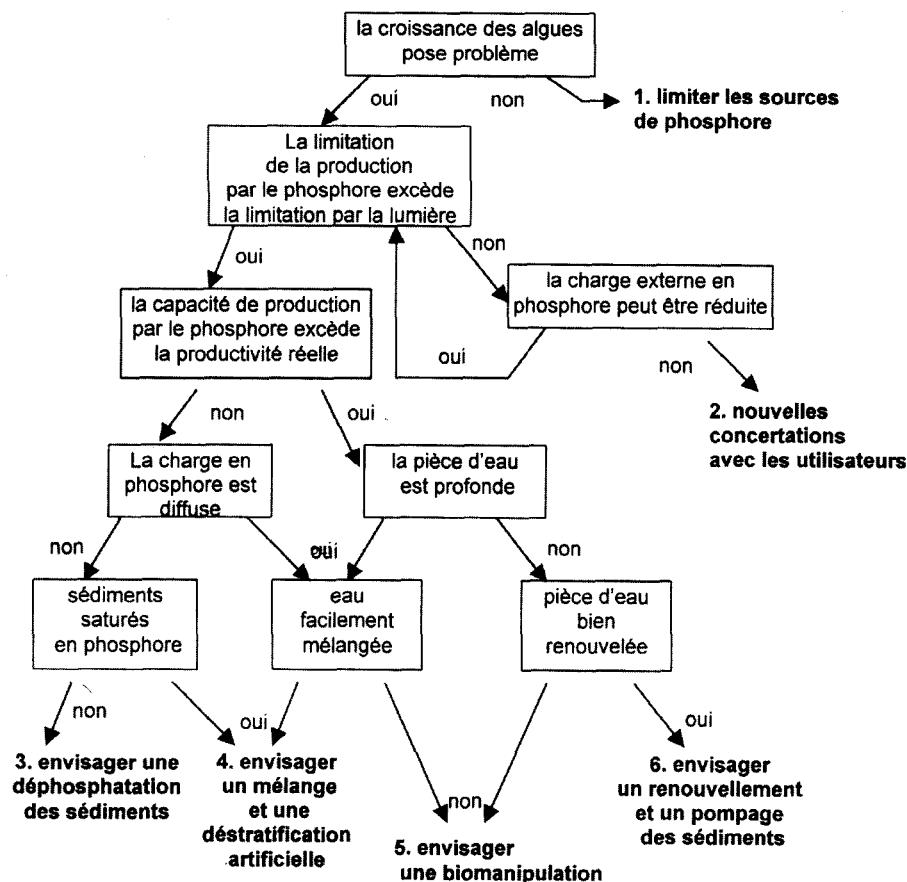 la croissance des algues
pose problème
oui
non
1. limiter les sources
de phosphore
La limitation
de la production
par le phosphore excède
la limitation par la lumière
oui
non
la capacité de production
par le phosphore excède
la productivité réelle
la charge externe en
phosphore peut être réduite
oui
non
non
oui
2. nouvelles
concertations
avec les utilisateurs
La charge en
phosphore est
diffuse
la pièce d'eau
est profonde
non
oui
non
sédiments
saturés
en phosphore
eau
facilement
mélangée
pièce d'eau
bien
renouvelée
non
oui
oui
3. envisager une
déphosphatation
des sédiments
4. envisager
un mélange
et une
déstratification
artificielle
non
6. envisager
un renouvellement
et un pompage
des sédiments
5. envisager
une biomanipulation